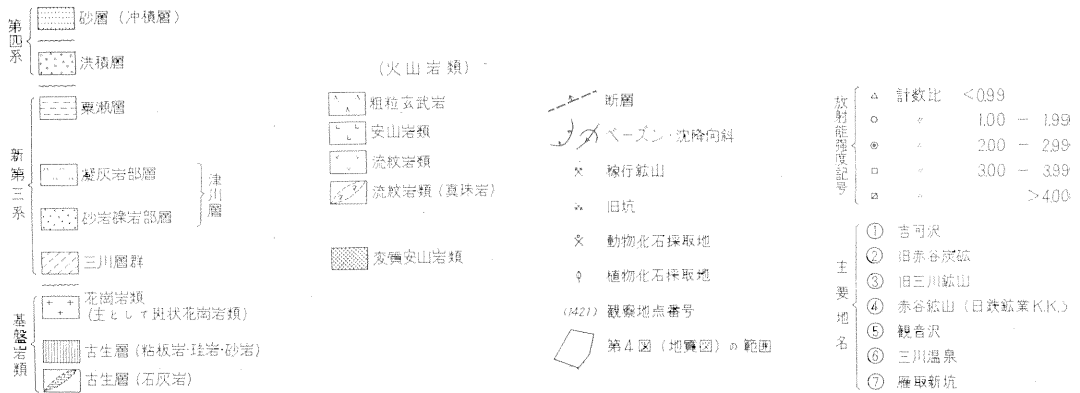 第四系
砂層（沖積層）
洪積層
新第三系
粟瀬層
凝灰岩部層
砂岩礫岩部層
津川層
三川層群
基盤岩類
花崗岩類
(主として斑状花崗岩類)
古生層（粘板岩・珪岩・砂岩）
古生層（石灰岩）
(火山岩類)
粗粒玄武岩
安山岩類
流紋岩類
流紋岩類（真珠岩）
変質安山岩類
断層
ベーズン・沈降向斜
稼行鉱山
旧坑
動物化石採取地
植物化石採取地
(1421) 観察地点番号
第4図（地質図）の範囲
放射能強度記号
計数比 <0.99
〃 1.00 - 1.99
〃 2.00 - 2.99
〃 3.00 - 3.99
〃 >4.00
主要地名
① 吉可沢
② 旧赤谷炭砿
③ 旧三川鉱山
④ 赤谷鉱山（日鉄鉱業K.K.）
⑤ 観音沢
⑥ 三川温泉
⑦ 雁取新坑